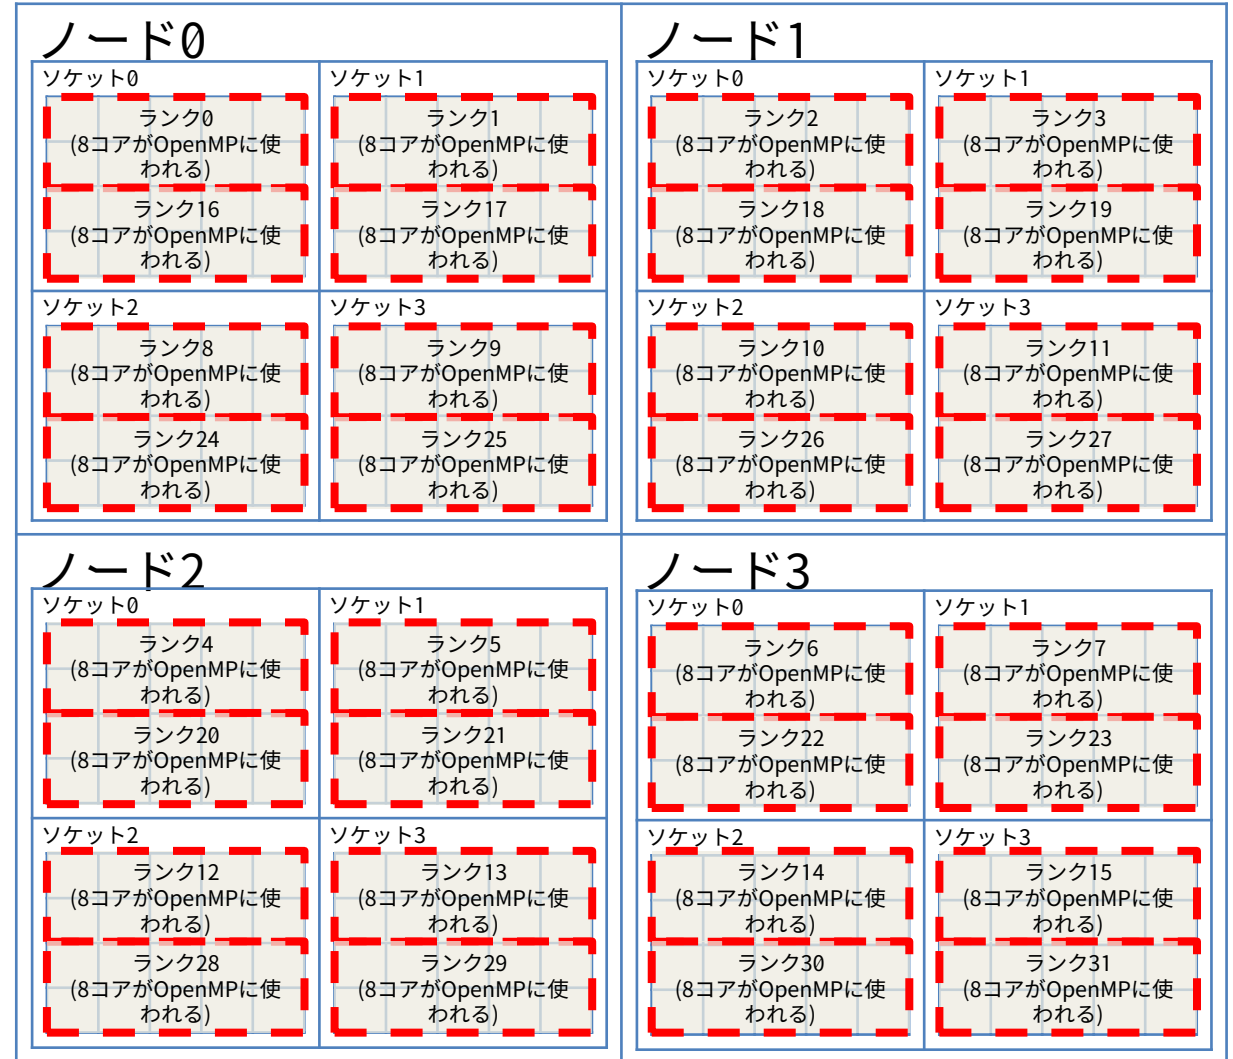 ノード0
ソケット0
ランク0
(8コアがOpenMPに使
われる)
ランク16
(8コアがOpenMPに使
われる)
ソケット1
ランク1
(8コアがOpenMPに使
われる)
ランク17
(8コアがOpenMPに使
われる)
ソケット2
ランク8
(8コアがOpenMPに使
われる)
ランク24
(8コアがOpenMPに使
われる)
ソケット3
ランク9
(8コアがOpenMPに使
われる)
ランク25
(8コアがOpenMPに使
われる)
ノード1
ソケット0
ランク2
(8コアがOpenMPに使
われる)
ランク18
(8コアがOpenMPに使
われる)
ソケット1
ランク3
(8コアがOpenMPに使
われる)
ランク19
(8コアがOpenMPに使
われる)
ソケット2
ランク10
(8コアがOpenMPに使
われる)
ランク26
(8コアがOpenMPに使
われる)
ソケット3
ランク11
(8コアがOpenMPに使
われる)
ランク27
(8コアがOpenMPに使
われる)
ノード2
ソケット0
ランク4
(8コアがOpenMPに使
われる)
ランク20
(8コアがOpenMPに使
われる)
ソケット1
ランク5
(8コアがOpenMPに使
われる)
ランク21
(8コアがOpenMPに使
われる)
ソケット2
ランク12
(8コアがOpenMPに使
われる)
ランク28
(8コアがOpenMPに使
われる)
ソケット3
ランク13
(8コアがOpenMPに使
われる)
ランク29
(8コアがOpenMPに使
われる)
ノード3
ソケット0
ランク6
(8コアがOpenMPに使
われる)
ランク22
(8コアがOpenMPに使
われる)
ソケット1
ランク7
(8コアがOpenMPに使
われる)
ランク23
(8コアがOpenMPに使
われる)
ソケット2
ランク14
(8コアがOpenMPに使
われる)
ランク30
(8コアがOpenMPに使
われる)
ソケット3
ランク15
(8コアがOpenMPに使
われる)
ランク31
(8コアがOpenMPに使
われる)